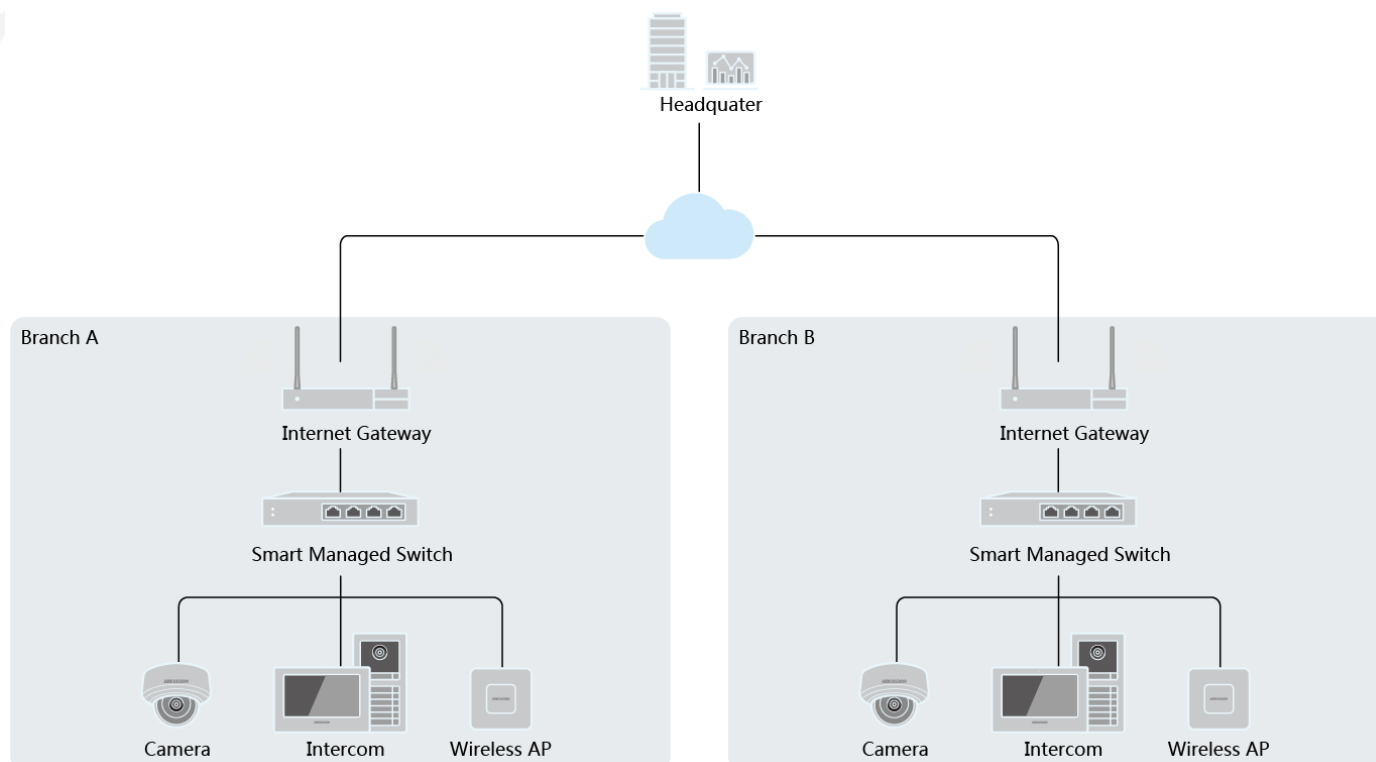 Headquater
Branch A
Branch B
Internet Gateway
Internet Gateway
Smart Managed Switch
Smart Managed Switch
Camera
Intercom
Wireless AP
Camera
Intercom
Wireless AP